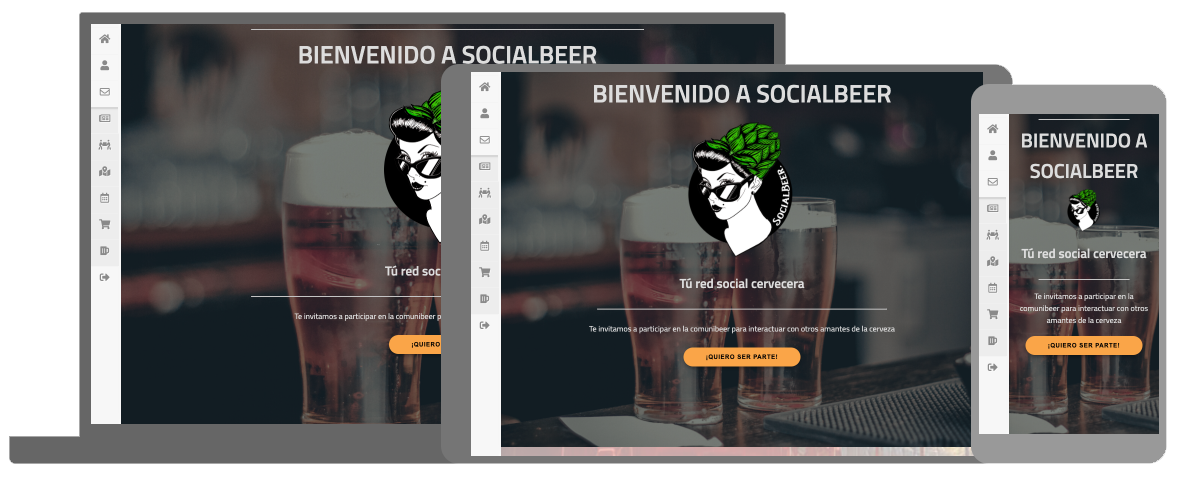 BIENVENIDO A SOCIALBEER
Tú red soc
Te invitamos a participar en la comunibeer p
¡QUIERO
BIENVENIDO A SOCIALBEER
SOCIALBEER
Tú red social cervecera
Te invitamos a participar en la comunibeer para interactuar con otros amantes de la cerveza
¡QUIERO SER PARTE!
BIENVENIDO A
SOCIALBEER
Tú red social cervecera
Te invitamos a participar en la
comunibeer para interactuar con otros
amantes de la cerveza
¡QUIERO SER PARTE!